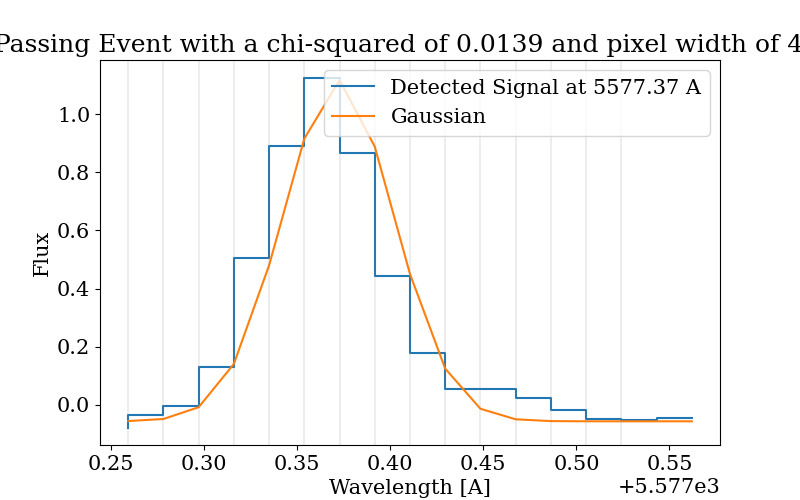 Passing Event with a chi-squared of 0.0139 and pixel width of 4
Detected Signal at 5577.37 A
Gaussian
Flux
1.0
0.8
0.6
0.4
0.2
0.0
0.25 0.30 0.35 0.40 0.45 0.50 0.55
+5.577e3
Wavelength [A]